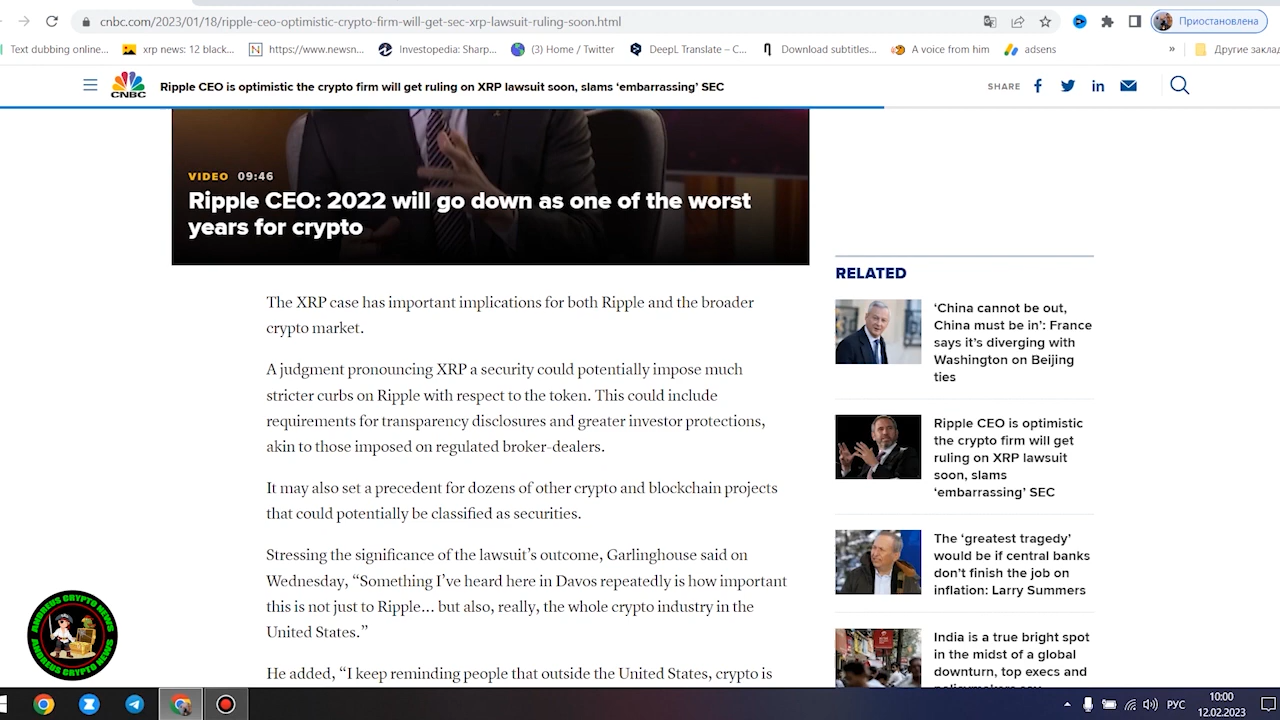 cnbc.com/2023/01/18/ripple-ceo-optimistic-crypto-firm-will-get-sec-xrp-lawsuit-ruling-soon.html
Приостановлена
Text dubbing online...
xrp news: 12 black...
https://www.newsn...
Investopedia: Sharp...
(3) Home / Twitter
DeepL Translate – C...
Download subtitles...
A voice from him
adsens
»
Другие закла
CNBC
Ripple CEO is optimistic the crypto firm will get ruling on XRP lawsuit soon, slams ‘embarrassing’ SEC
SHARE
VIDEO 09:46
Ripple CEO: 2022 will go down as one of the worst
years for crypto
The XRP case has important implications for both Ripple and the broader
crypto market.
A judgment pronouncing XRP a security could potentially impose much
stricter curbs on Ripple with respect to the token. This could include
requirements for transparency disclosures and greater investor protections,
akin to those imposed on regulated broker-dealers.
It may also set a precedent for dozens of other crypto and blockchain projects
that could potentially be classified as securities.
Stressing the significance of the lawsuit’s outcome, Garlinghouse said on
Wednesday, “Something I’ve heard here in Davos repeatedly is how important
this is not just to Ripple… but also, really, the whole crypto industry in the
United States.”
He added, “I keep reminding people that outside the United States, crypto is
RELATED
‘China cannot be out,
China must be in’: France
says it’s diverging with
Washington on Beijing
ties
Ripple CEO is optimistic
the crypto firm will get
ruling on XRP lawsuit
soon, slams
‘embarrassing’ SEC
The ‘greatest tragedy’
would be if central banks
don’t finish the job on
inflation: Larry Summers
India is a true bright spot
in the midst of a global
downturn, top execs and
policymakers say
ANDREUS CRYPTO NEWS
ANDREUS CRYPTO NEWS
РУС
10:00
12.02.2023